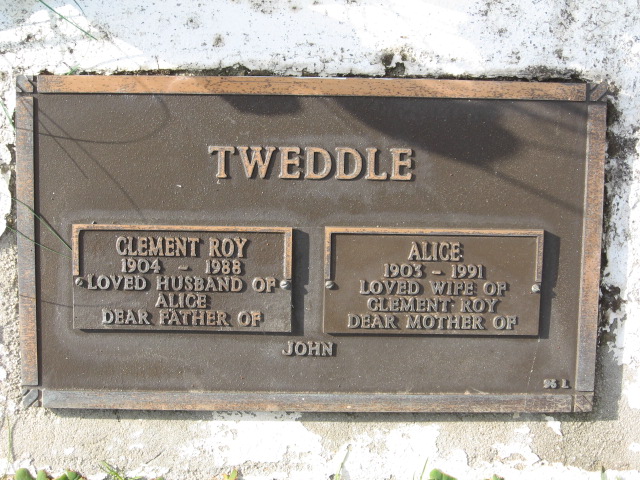 TWEDDLE
CLEMENT ROY
1904 ~ 1988
LOVED HUSBAND OF
ALICE
DEAR FATHER OF
ALICE
1903 - 1991
LOVED WIFE OF
CLEMENT ROY
DEAR MOTHER OF
JOHN
96 L